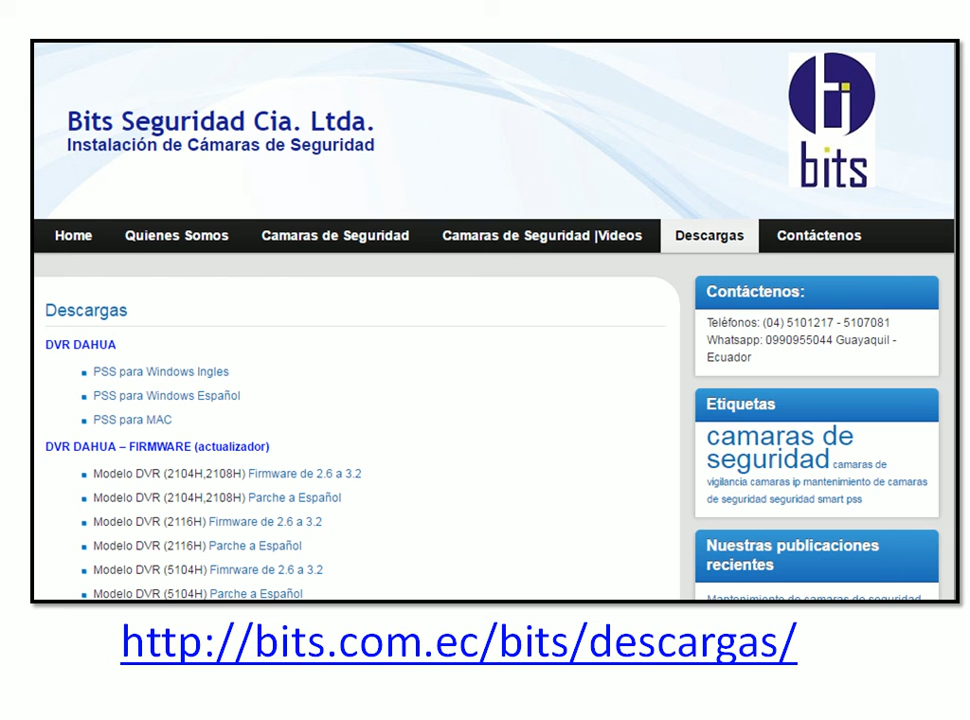 Bits Seguridad Cia. Ltda.
Instalación de Cámaras de Seguridad
bits
Home Quienes Somos Camaras de Seguridad Camaras de Seguridad |Videos Descargas Contáctenos
Descargas
DVR DAHUA
PSS para Windows Ingles
PSS para Windows Español
PSS para MAC
DVR DAHUA – FIRMWARE (actualizador)
Modelo DVR (2104H,2108H) Firmware de 2.6 a 3.2
Modelo DVR (2104H,2108H) Parche a Español
Modelo DVR (2116H) Firmware de 2.6 a 3.2
Modelo DVR (2116H) Parche a Español
Modelo DVR (5104H) Fimrware de 2.6 a 3.2
Modelo DVR (5104H) Parche a Español
Contáctenos:
Teléfonos: (04) 5101217 - 5107081
Whatsapp: 0990955044 Guayaquil -
Ecuador
Etiquetas
camaras de
seguridad camaras de
vigilancia camaras ip mantenimiento de camaras
de seguridad seguridad smart pss
Nuestras publicaciones
recientes
Mantenimiento de camaras de seguridad
http://bits.com.ec/bits/descargas/